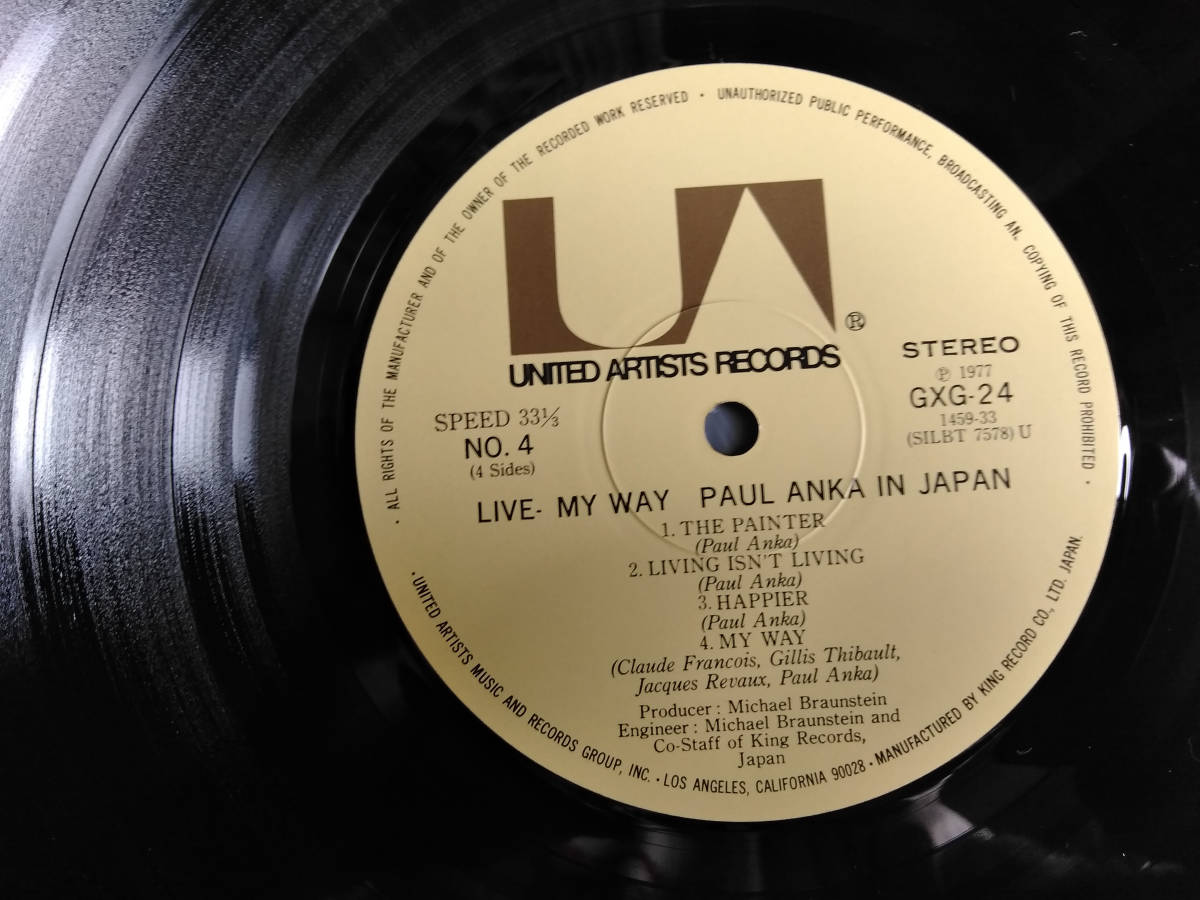 · ALL RIGHTS OF THE MANUFACTURER AND OF THE OWNER OF THE RECORDED WORK RESERVED · UNAUTHORIZED PUBLIC PERFORMANCE, BROADCASTING AN. COPYING OF THIS RECORD PROHIBITED ·
UA
®
UNITED ARTISTS RECORDS
STEREO
℗ 1977
GXG-24
1459-33
(SILBT 7578) U
SPEED 33⅓
NO. 4
(4 Sides)
LIVE- MY WAY PAUL ANKA IN JAPAN
1. THE PAINTER
(Paul Anka)
2. LIVING ISN'T LIVING
(Paul Anka)
3. HAPPIER
(Paul Anka)
4. MY WAY
(Claude Francois, Gillis Thibault,
Jacques Revaux, Paul Anka)
Producer : Michael Braunstein
Engineer : Michael Braunstein and
Co-Staff of King Records,
Japan
· UNITED ARTISTS MUSIC AND RECORDS GROUP, INC. · LOS ANGELES, CALIFORNIA 90028 · MANUFACTURED BY KING RECORD CO., LTD. JAPAN.